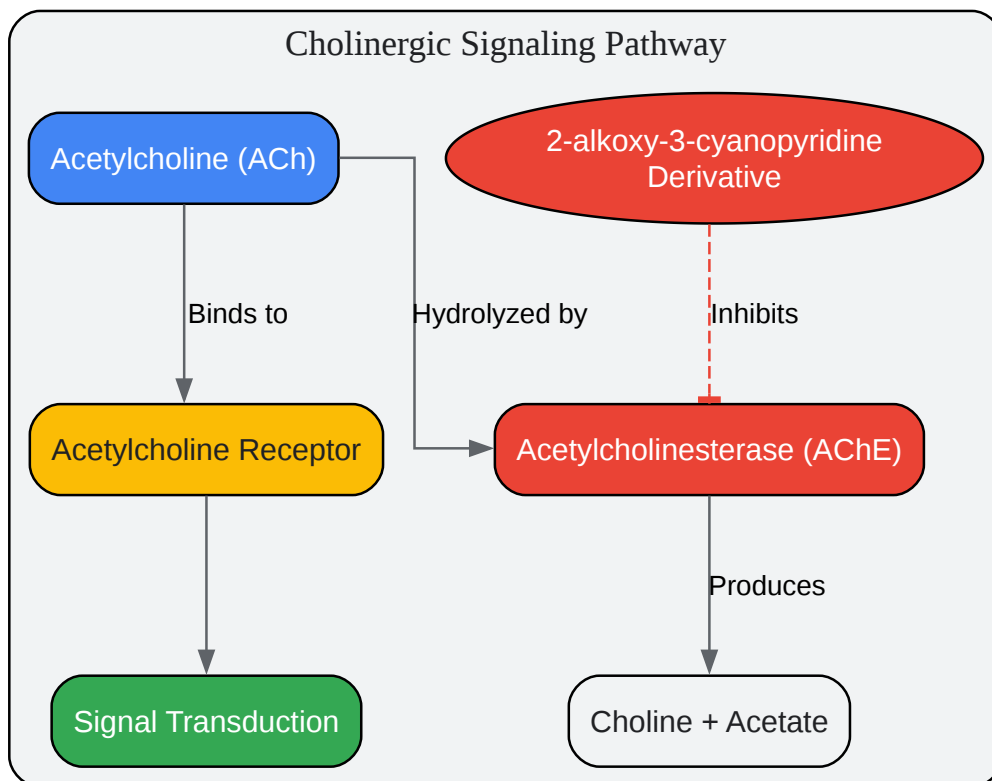 Cholinergic Signaling Pathway
Acetylcholine (ACh)
2-alkoxy-3-cyanopyridine
Derivative
Binds to
Hydrolyzed by
Inhibits
Acetylcholine Receptor
Acetylcholinesterase (AChE)
Produces
Signal Transduction
Choline + Acetate